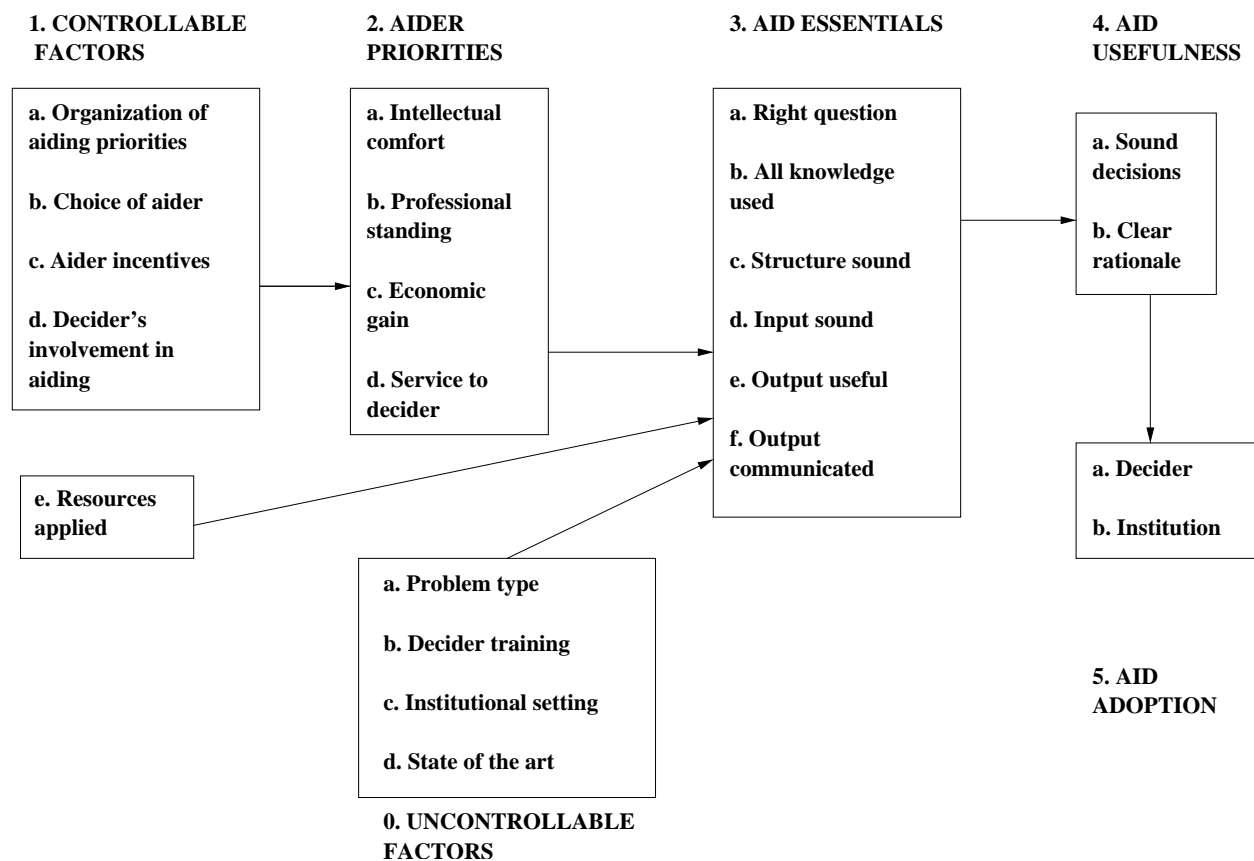 1. CONTROLLABLE
FACTORS
a. Organization of
aiding priorities
b. Choice of aider
c. Aider incentives
d. Decider’s
involvement in
aiding
e. Resources
applied
2. AIDER
PRIORITIES
a. Intellectual
comfort
b. Professional
standing
c. Economic
gain
d. Service to
decider
a. Problem type
b. Decider training
c. Institutional setting
d. State of the art
0. UNCONTROLLABLE
FACTORS
3. AID ESSENTIALS
a. Right question
b. All knowledge
used
c. Structure sound
d. Input sound
e. Output useful
f. Output
communicated
4. AID
USEFULNESS
a. Sound
decisions
b. Clear
rationale
a. Decider
b. Institution
5. AID
ADOPTION